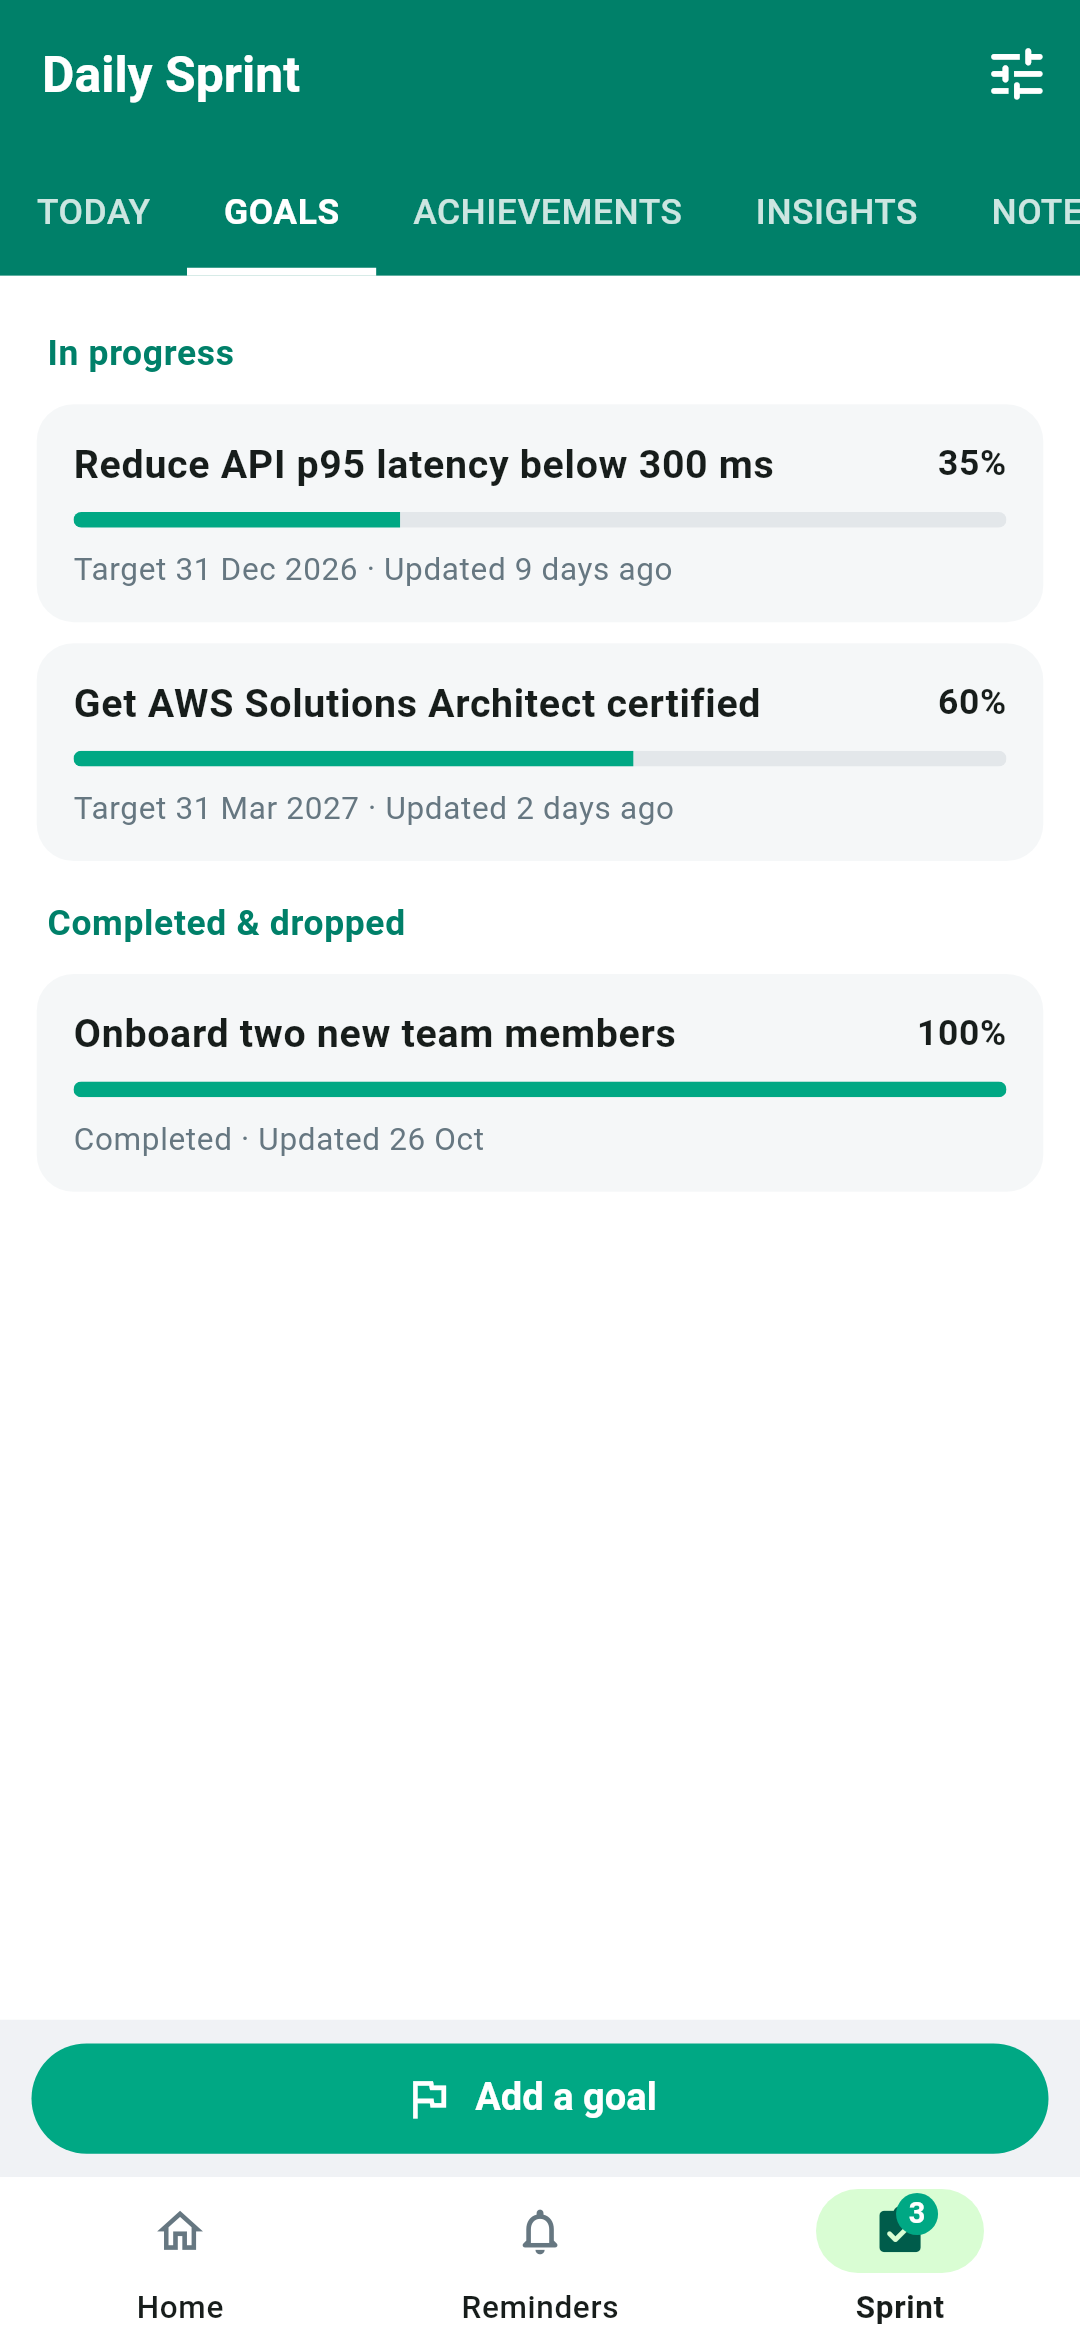 Daily Sprint
TODAY GOALS ACHIEVEMENTS INSIGHTS NOTE
In progress
Reduce API p95 latency below 300 ms 35%
Target 31 Dec 2026 · Updated 9 days ago
Get AWS Solutions Architect certified 60%
Target 31 Mar 2027 · Updated 2 days ago
Completed & dropped
Onboard two new team members 100%
Completed · Updated 26 Oct
Add a goal
3
Home Reminders Sprint